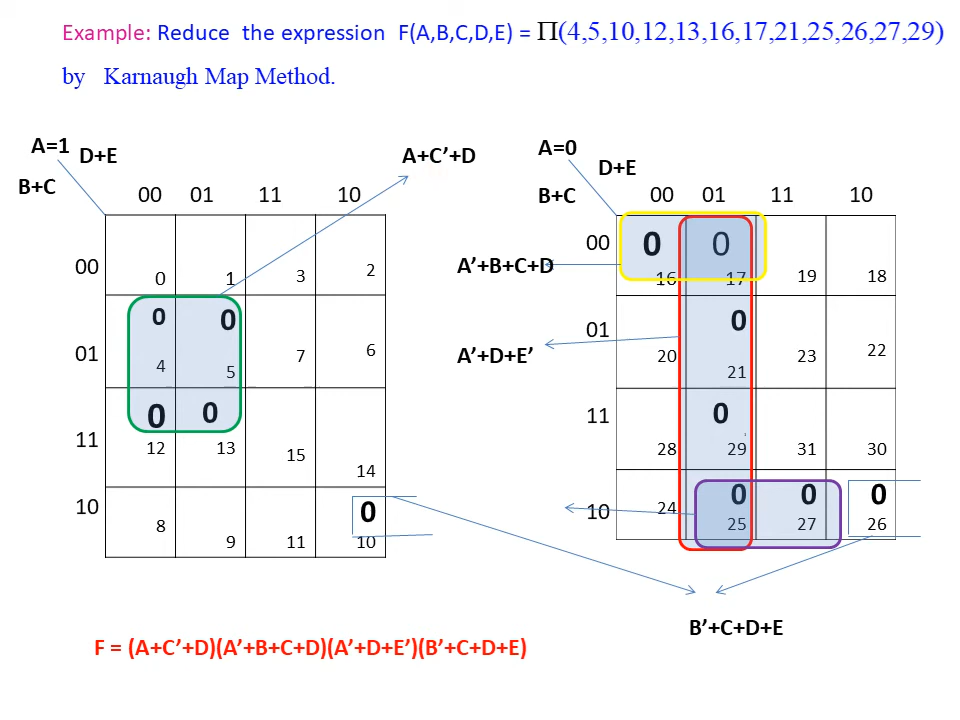 Example: Reduce the expression F(A,B,C,D,E) = Π(4,5,10,12,13,16,17,21,25,26,27,29)
by Karnaugh Map Method.
A=1
D+E
B+C
00 01 11 10
00
0 1 3 2
01
0 0
4 5 7 6
11
0 0
12 13 15 14
10
0
8 9 11 10
A+C’+D
A’+B+C+D
A’+D+E’
A=0
D+E
B+C
00 01 11 10
00
0 0
16 17 19 18
01
0
20 21 23 22
11
0
28 29 31 30
10
0 0 0
24 25 27 26
B’+C+D+E
F = (A+C’+D)(A’+B+C+D)(A’+D+E’)(B’+C+D+E)